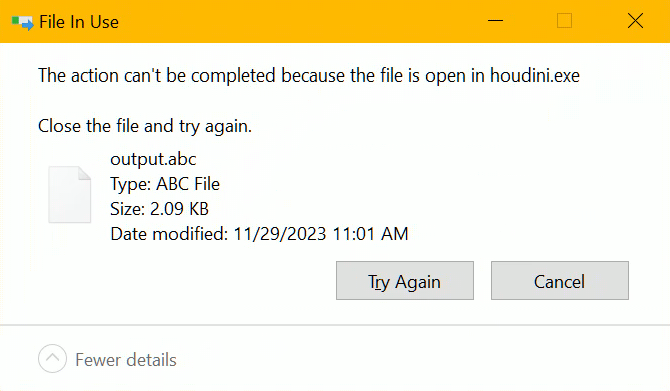 File In Use
The action can't be completed because the file is open in houdini.exe
Close the file and try again.
output.abc
Type: ABC File
Size: 2.09 KB
Date modified: 11/29/2023 11:01 AM
Try Again
Cancel
Fewer details